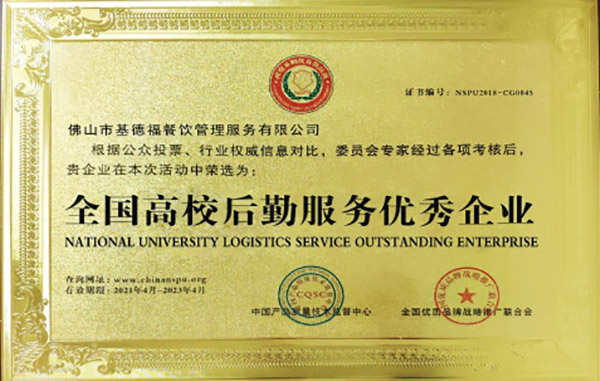 证书编号：NSPU2018-CG0045
佛山市基德福餐饮管理服务有限公司
根据公众投票、行业权威信息对比，委员会专家经过各项考核后，
贵企业在本次活动中荣选为：
全国高校后勤服务优秀企业
NATIONAL UNIVERSITY LOGISTICS SERVICE OUTSTANDING ENTERPRISE
查询网址：www.chinanspu.org
有效期限：2021年4月-2023年4月
CQSC
中国产品质量技术监督中心
全国优质品牌战略推广联合会